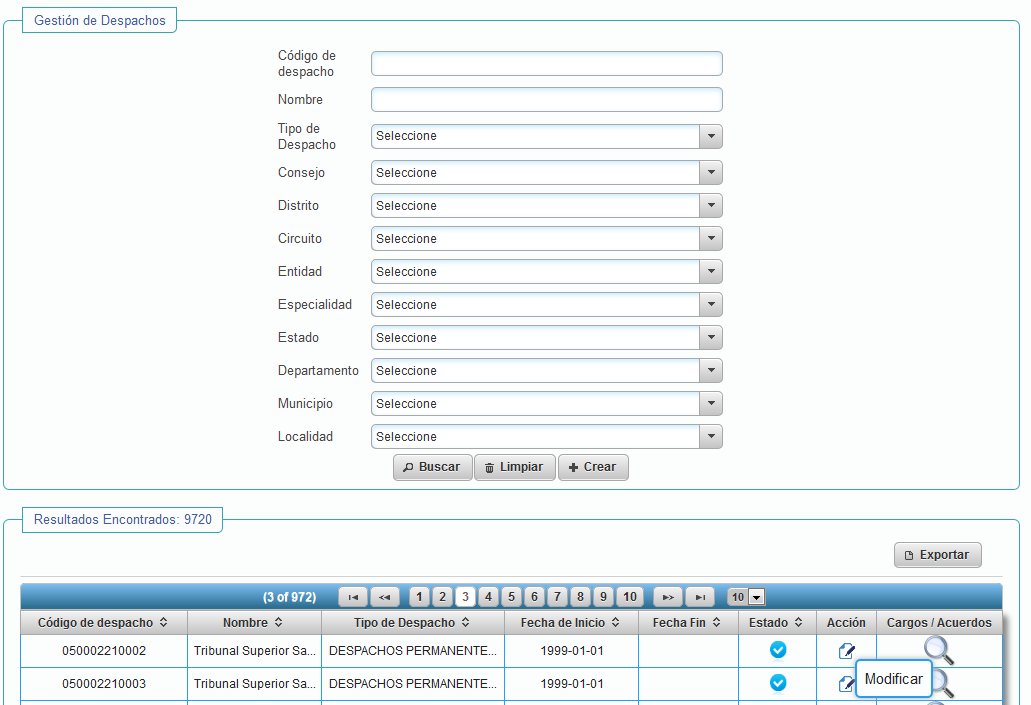 Gestión de Despachos
Código de
despacho
Nombre
Tipo de
Despacho
Seleccione
Consejo
Seleccione
Distrito
Seleccione
Circuito
Seleccione
Entidad
Seleccione
Especialidad
Seleccione
Estado
Seleccione
Departamento
Seleccione
Municipio
Seleccione
Localidad
Seleccione
Buscar Limpiar Crear
Resultados Encontrados: 9720
Exportar
(3 of 972) 1 2 3 4 5 6 7 8 9 10 10
Código de despacho Nombre Tipo de Despacho Fecha de Inicio Fecha Fin Estado Acción Cargos / Acuerdos
050002210002 Tribunal Superior Sa... DESPACHOS PERMANENTE... 1999-01-01
050002210003 Tribunal Superior Sa... DESPACHOS PERMANENTE... 1999-01-01
Modificar